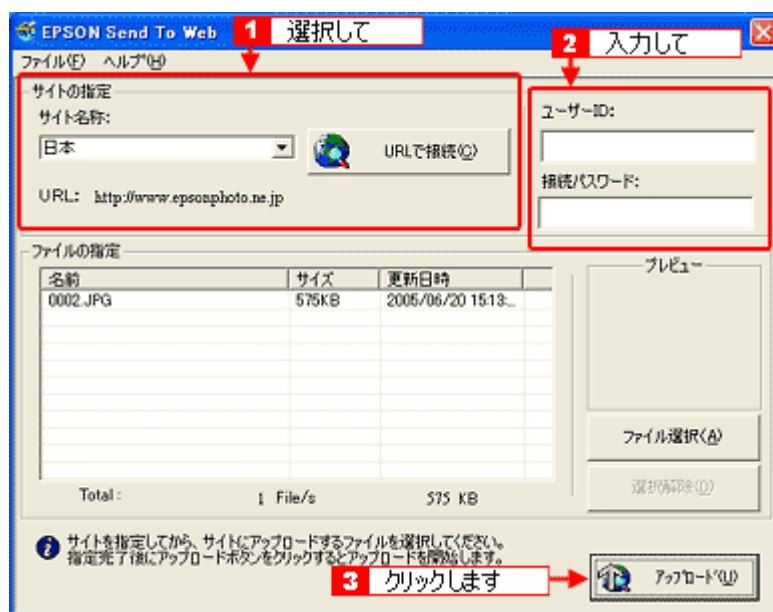 EPSON Send To Web
1 選択して
2 入力して
ファイル(F) ヘルプ(H)
サイトの指定
サイト名称:
日本
URLで接続(C)
URL: http://www.epsonphoto.ne.jp
ユーザーID:
接続パスワード:
ファイルの指定
名前 サイズ 更新日時
0002.JPG 575KB 2005/06/20 15:13:...
Total: 1 File/s 575 KB
プレビュー
ファイル選択(A)
選択解除(D)
サイトを指定してから、サイトにアップロードするファイルを選択してください。
指定完了後にアップロードボタンをクリックするとアップロードを開始します。
3 クリックします
アップロード(U)